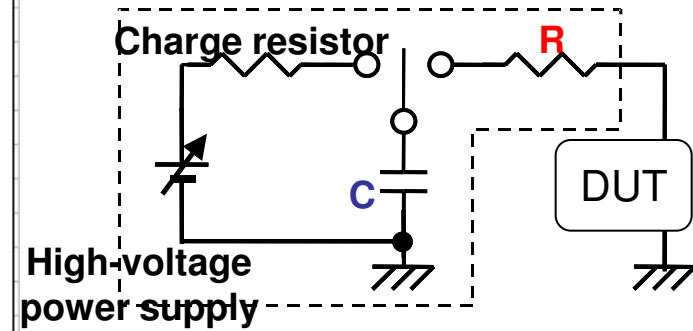 Charge resistor
R
C
DUT
High-voltage
power supply